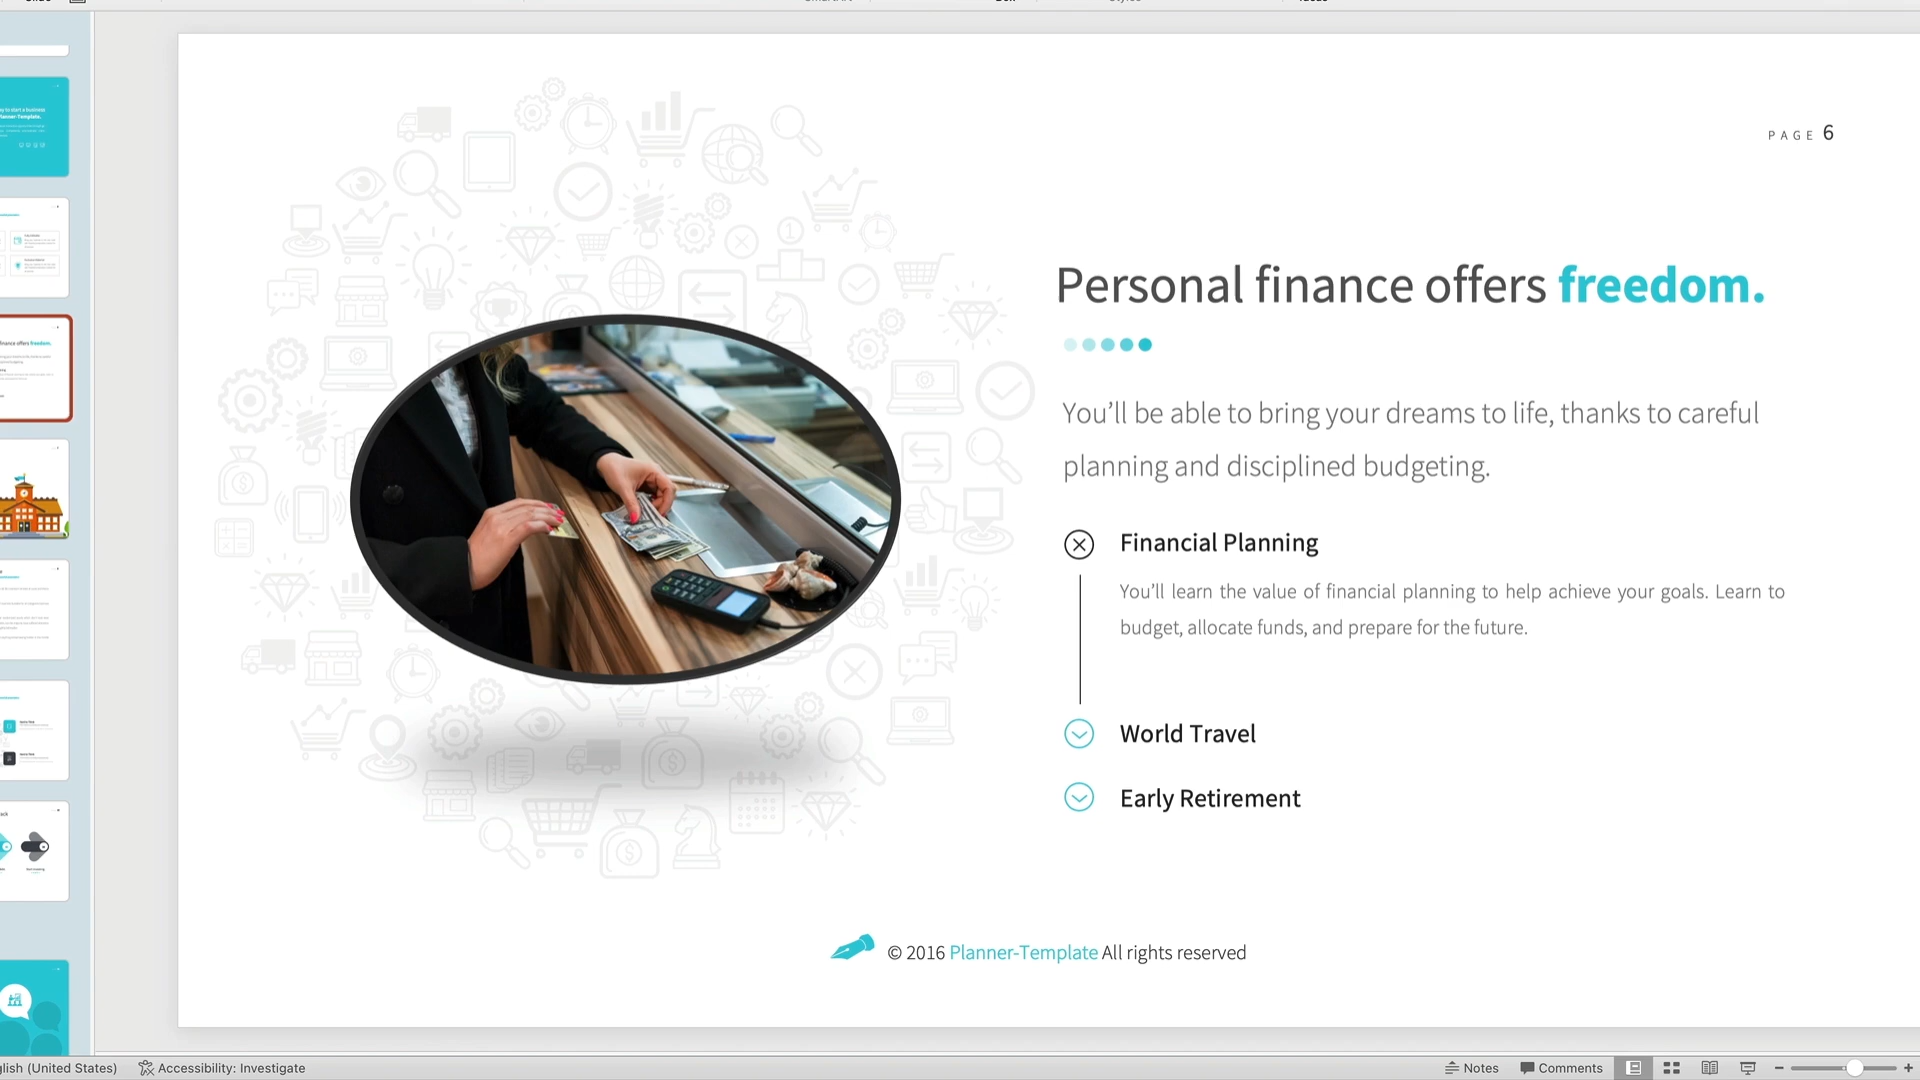 PAGE 6
Personal finance offers freedom.
You’ll be able to bring your dreams to life, thanks to careful
planning and disciplined budgeting.
Financial Planning
You’ll learn the value of financial planning to help achieve your goals. Learn to
budget, allocate funds, and prepare for the future.
World Travel
Early Retirement
© 2016 Planner-Template All rights reserved
(United States)
Accessibility: Investigate
Notes
Comments